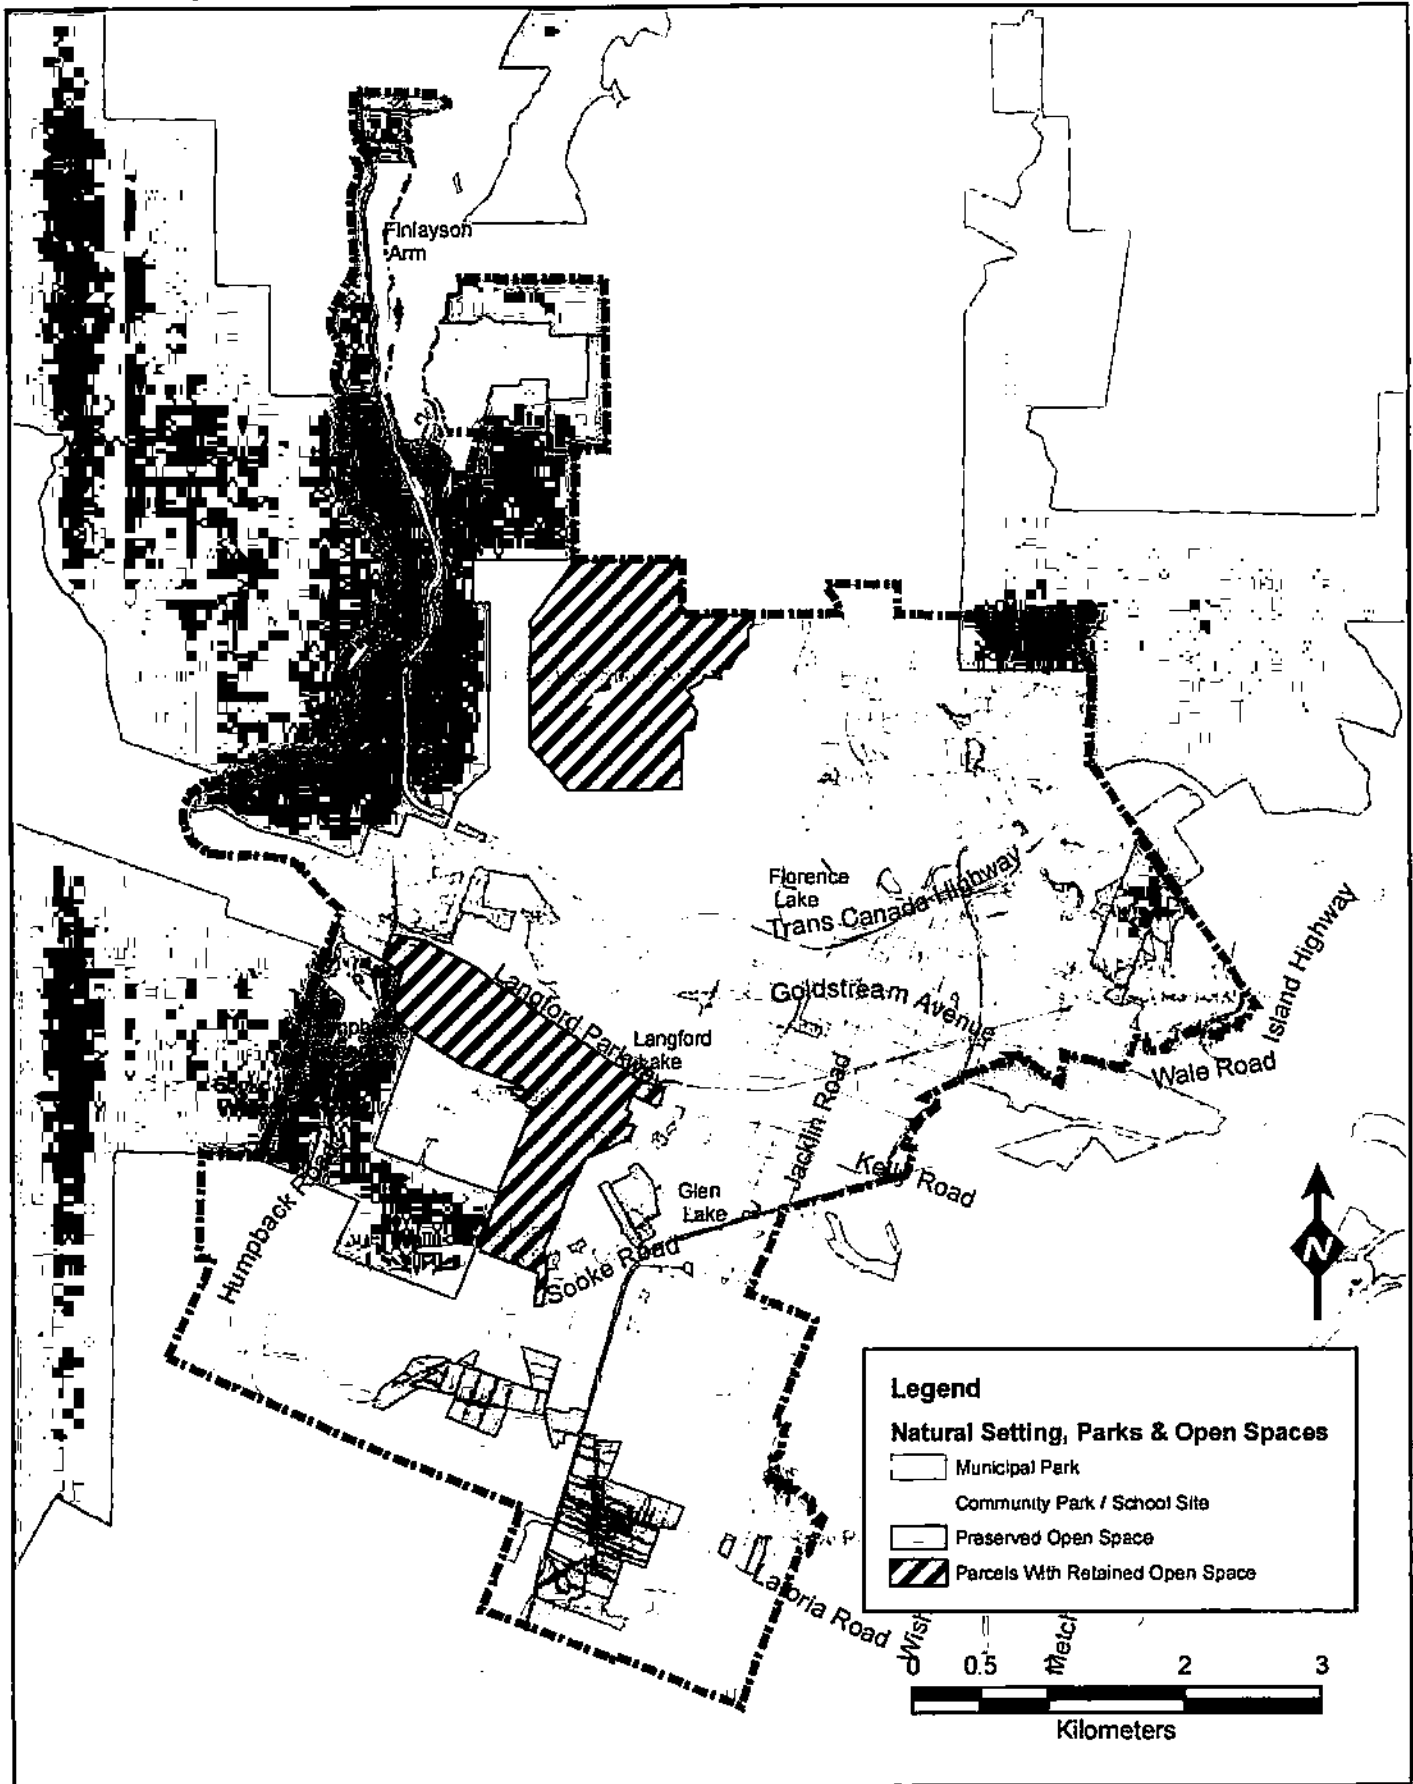 Finlayson
Arm
Florence
Lake
Trans Canada Highway
Island Highway
Goldstream Avenue
Langford Parkway
Langford
Lake
Wale Road
Jacklin Road
Kelly Road
Glen
Lake
Humpback Road
Sooke Road
Latoria Road
Wish
Metch
N
Legend
Natural Setting, Parks & Open Spaces
Municipal Park
Community Park / School Site
Preserved Open Space
Parcels With Retained Open Space
0 0.5 1 2 3
Kilometers